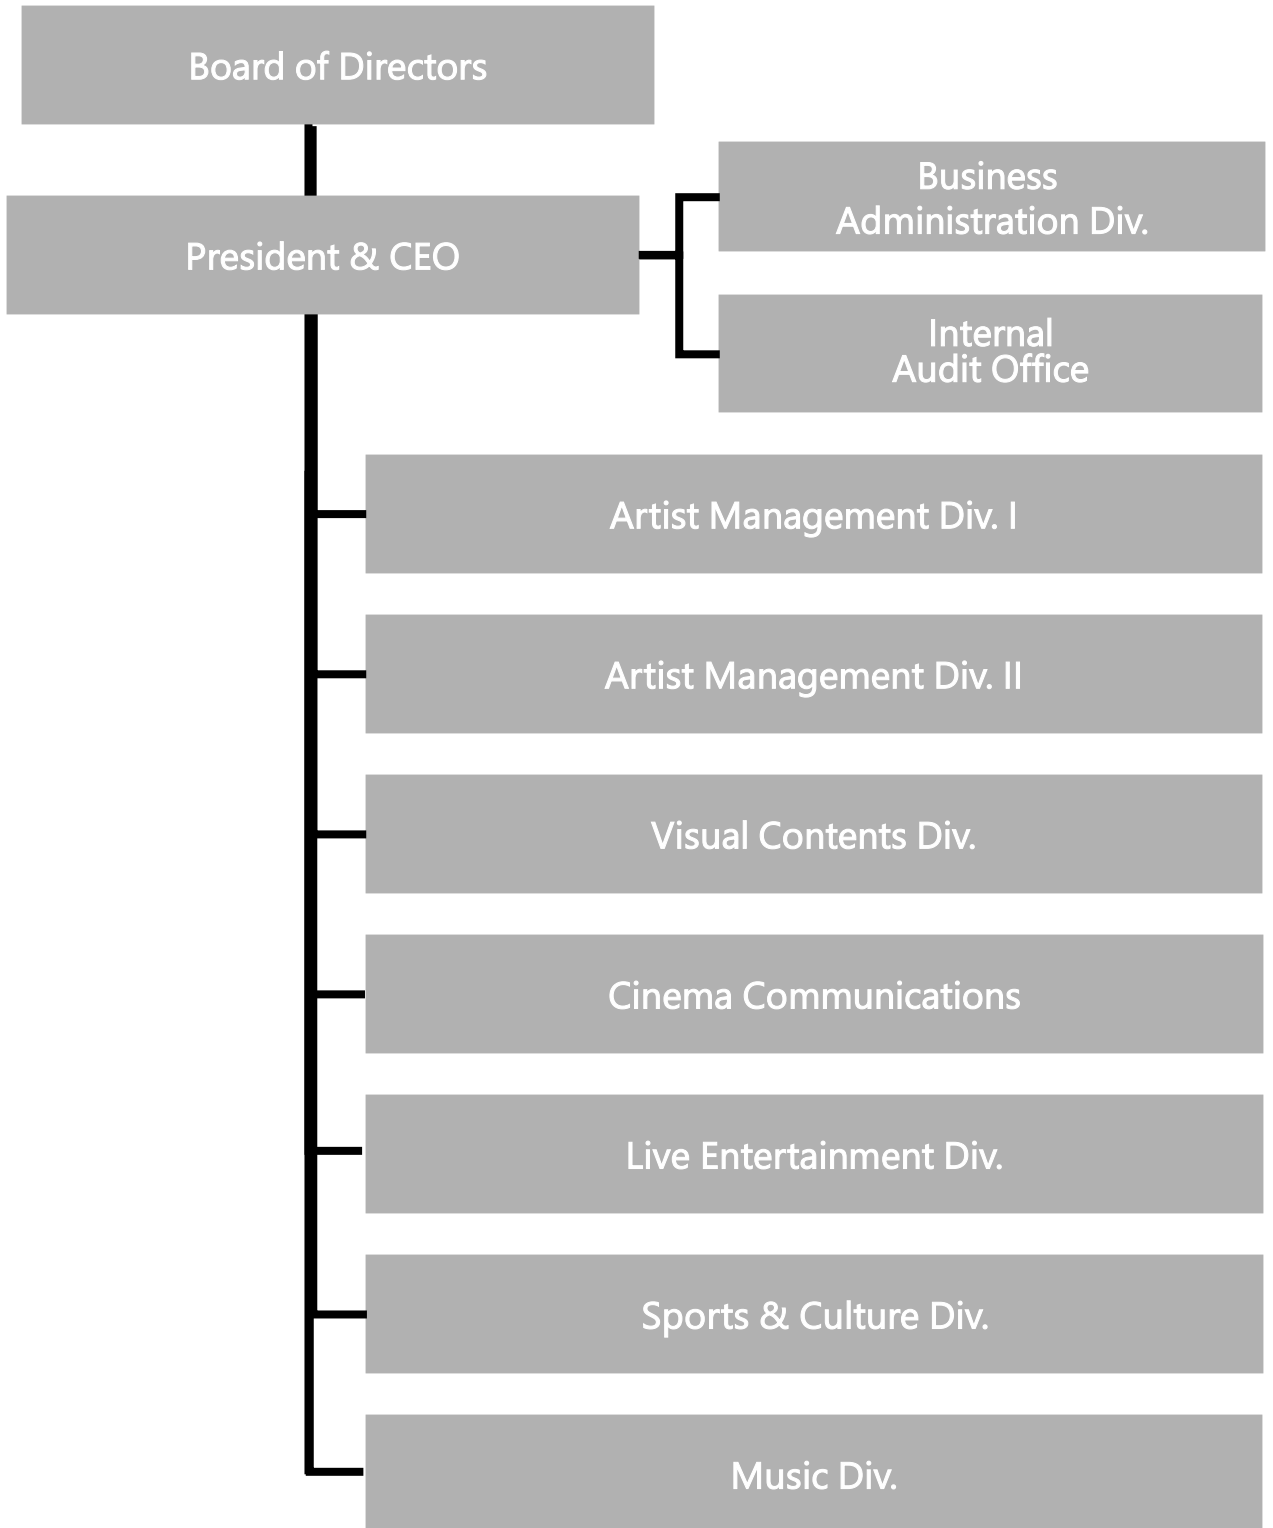 Board of Directors
President & CEO
Business
Administration Div.
Internal
Audit Office
Artist Management Div. I
Artist Management Div. II
Visual Contents Div.
Cinema Communications
Live Entertainment Div.
Sports & Culture Div.
Music Div.